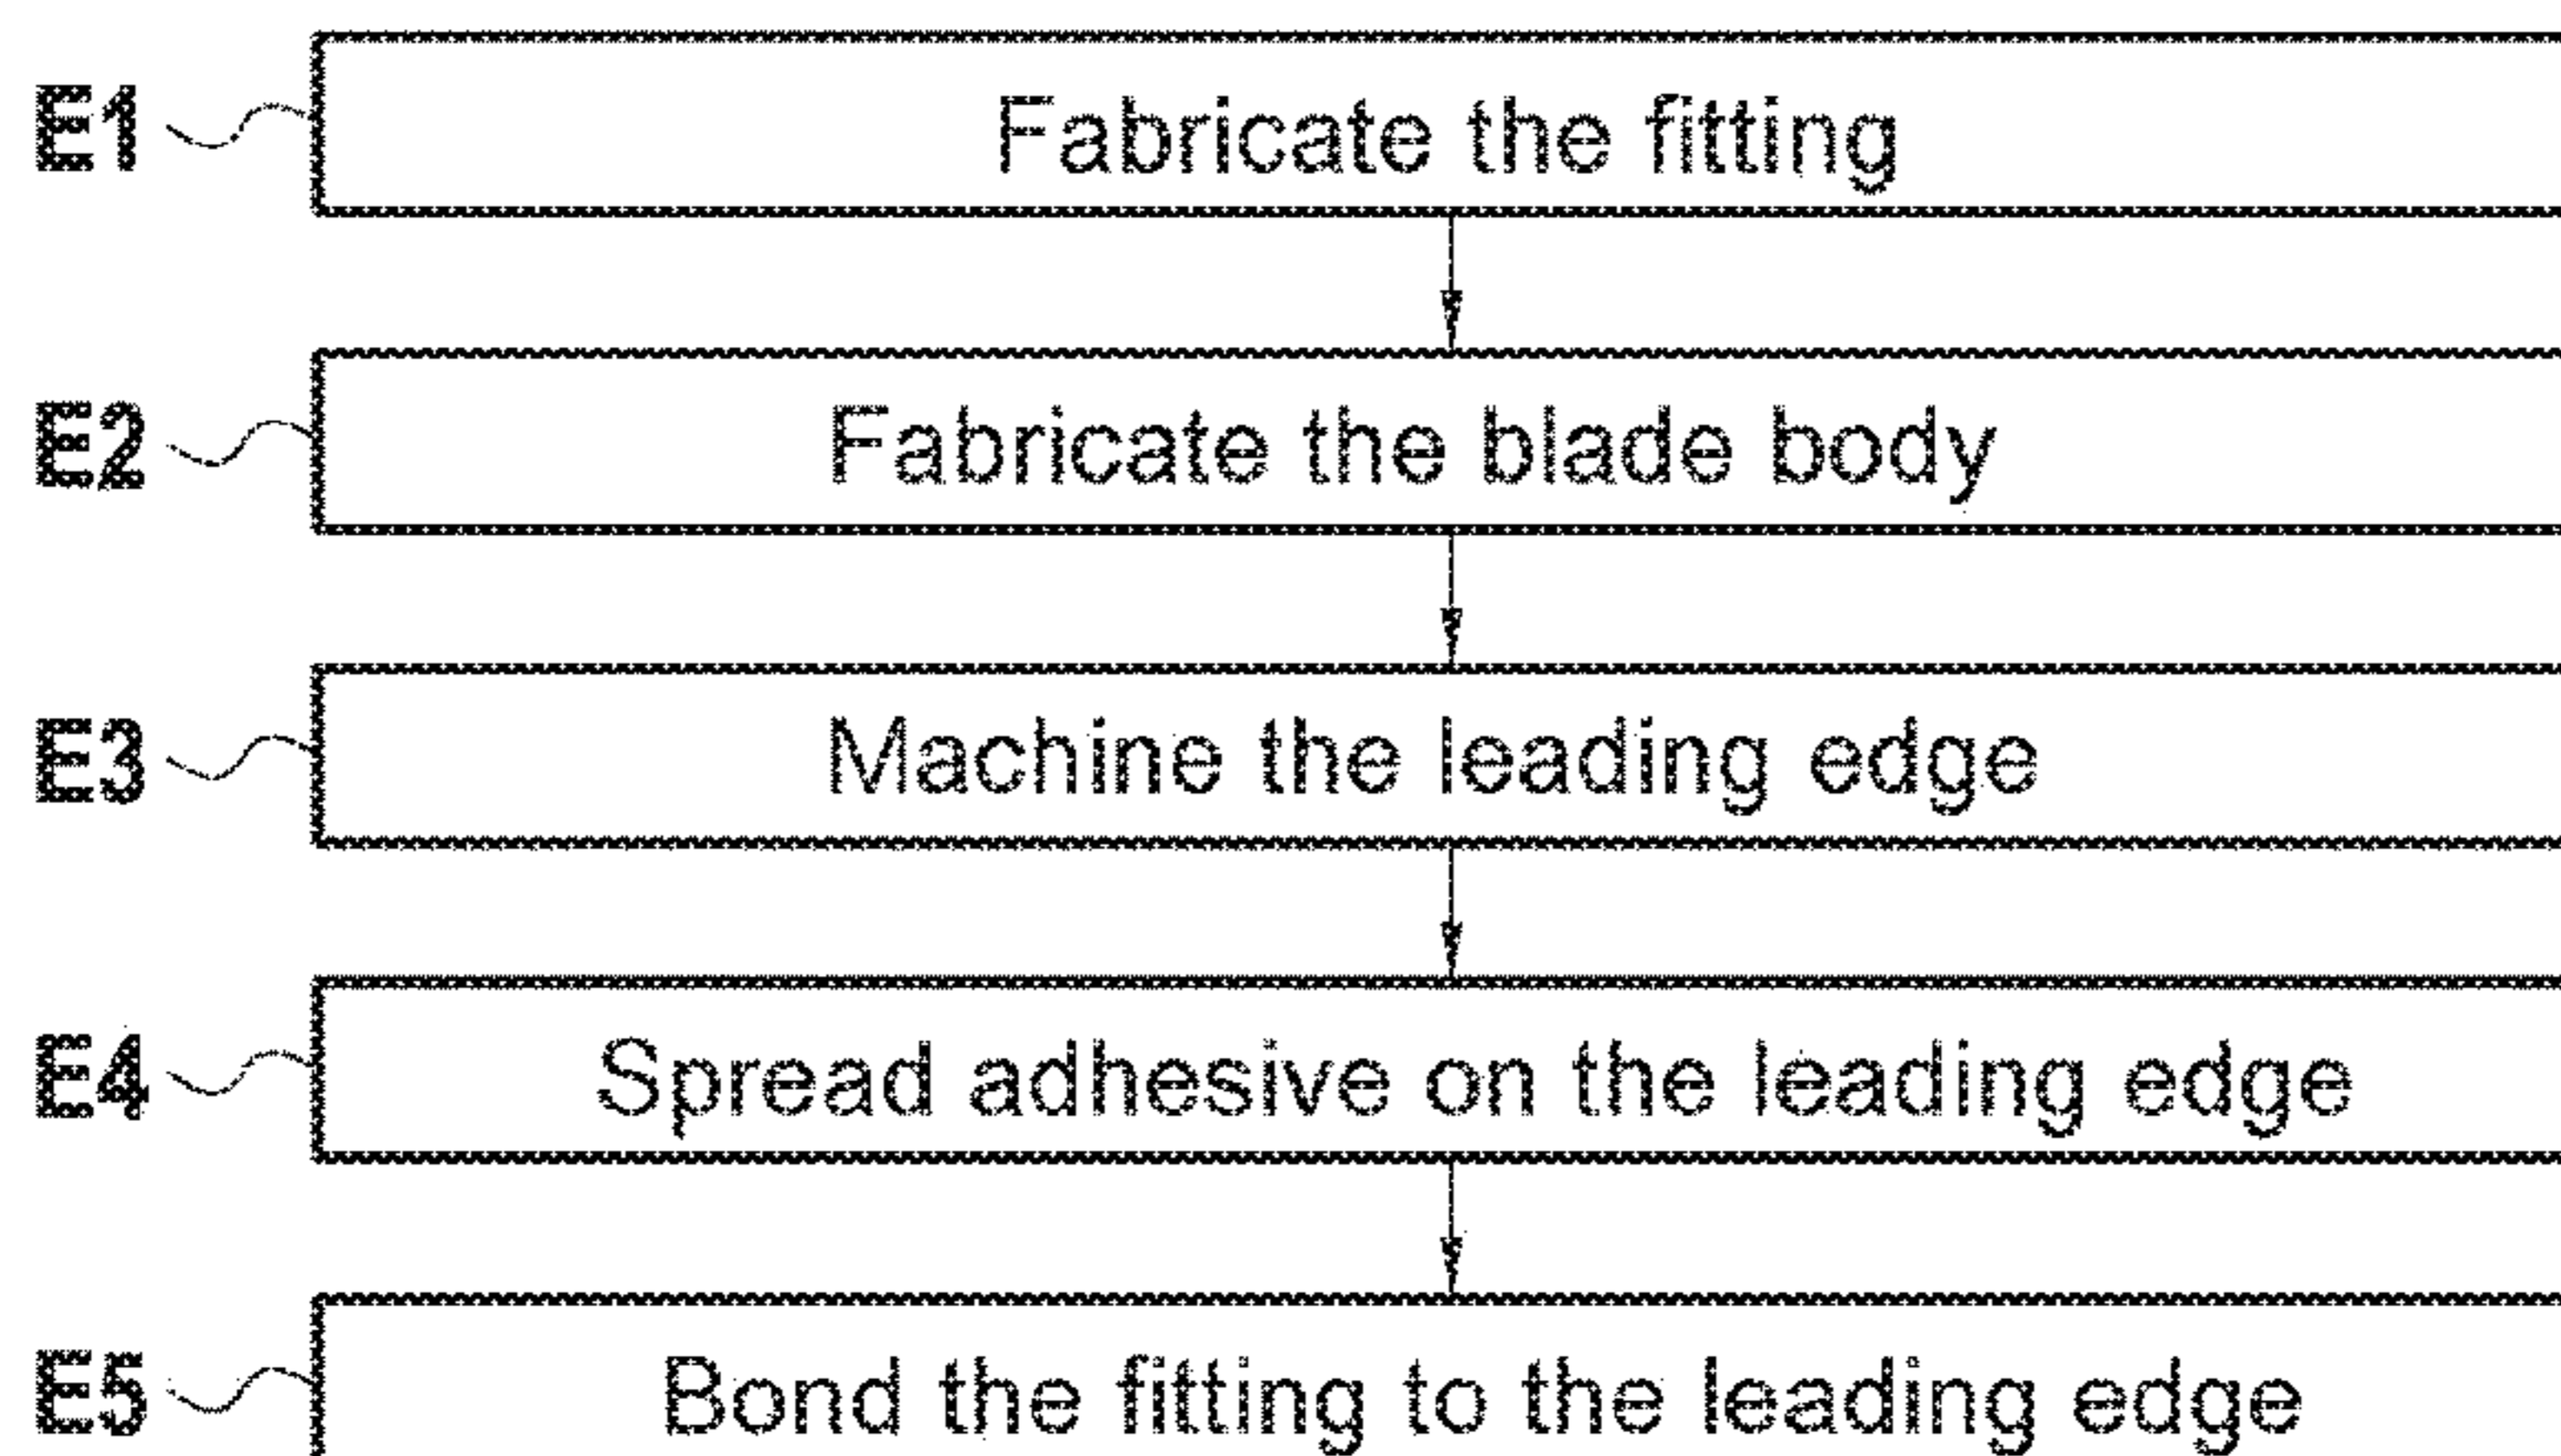 E1 Fabricate the fitting
E2 Fabricate the blade body
E3 Machine the leading edge
E4 Spread adhesive on the leading edge
E5 Bond the fitting to the leading edge